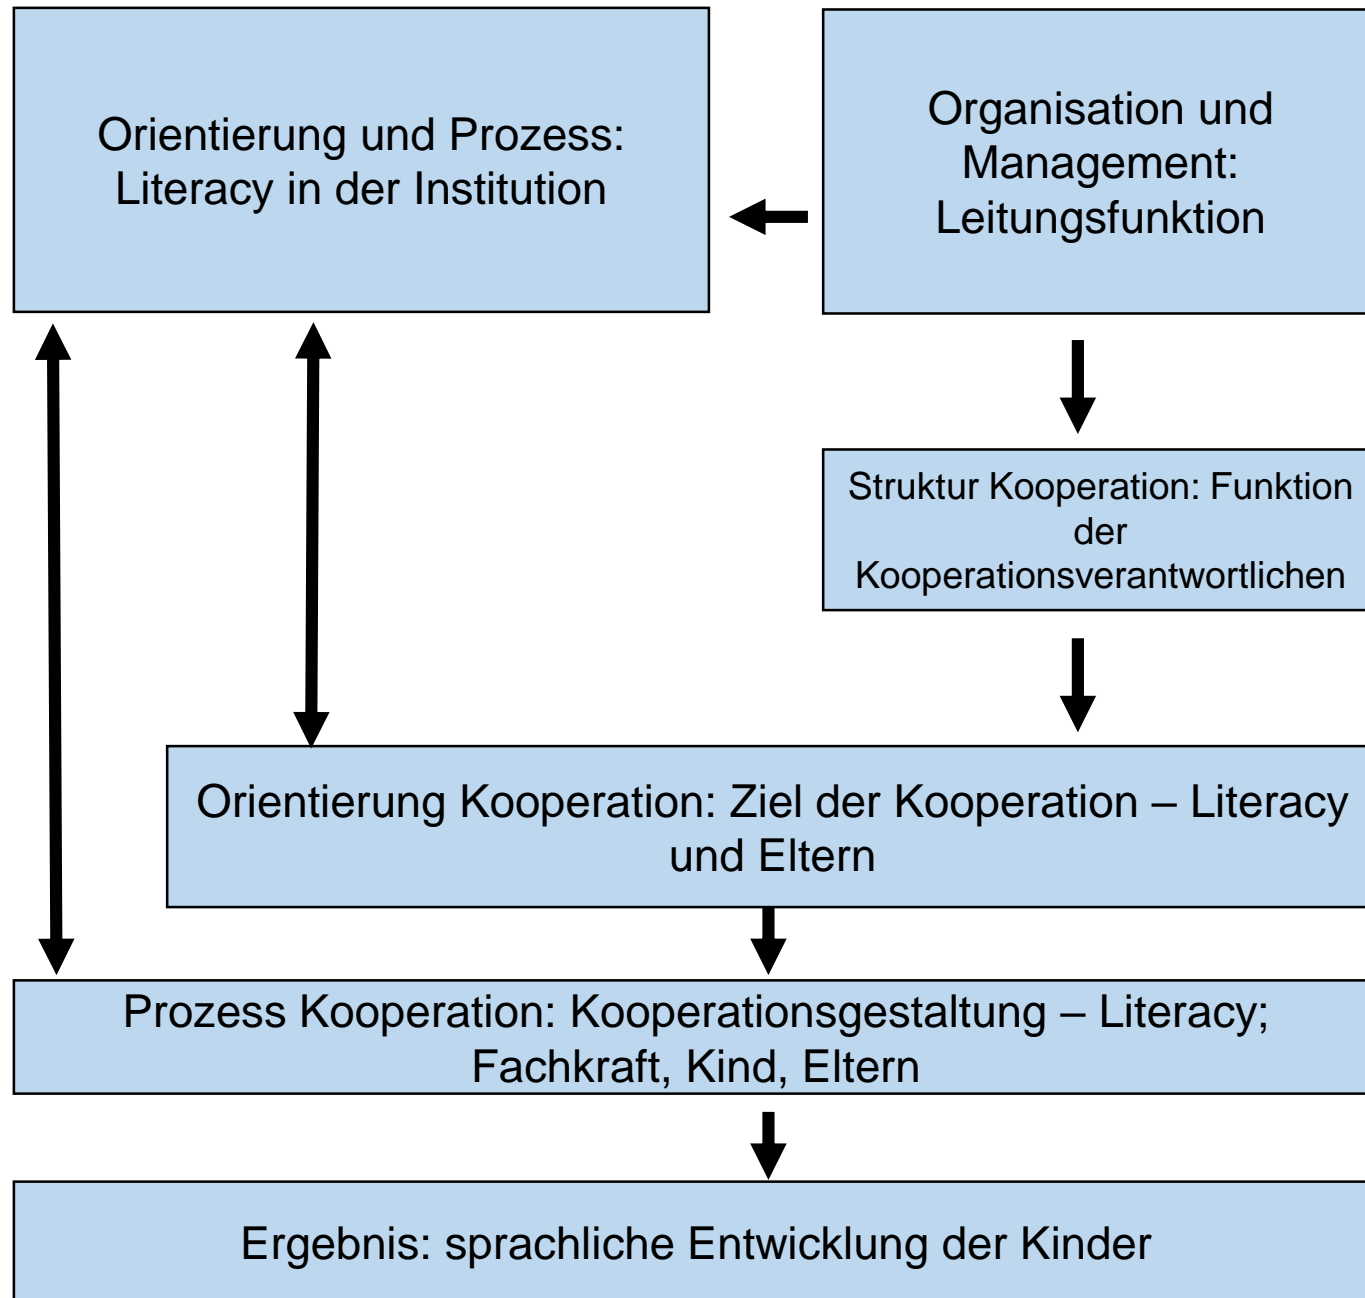 Orientierung und Prozess:
Literacy in der Institution
Organisation und
Management:
Leitungsfunktion
Struktur Kooperation: Funktion
der
Kooperationsverantwortlichen
Orientierung Kooperation: Ziel der Kooperation – Literacy
und Eltern
Prozess Kooperation: Kooperationsgestaltung – Literacy;
Fachkraft, Kind, Eltern
Ergebnis: sprachliche Entwicklung der Kinder